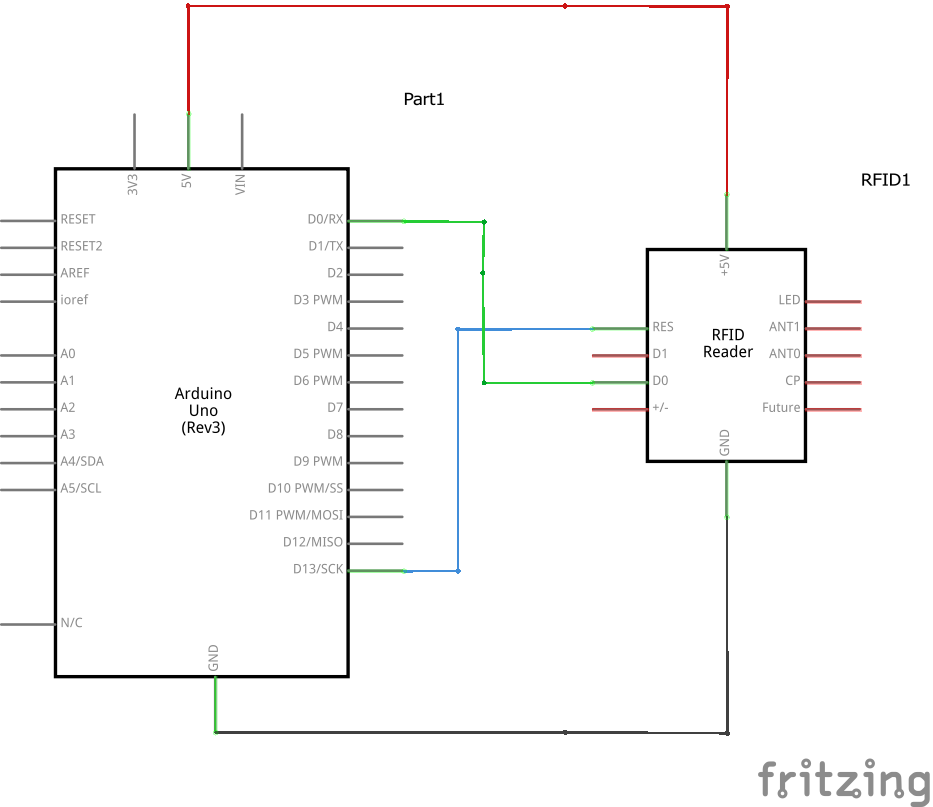 Part1
RFID1
3V3
5V
VIN
RESET
RESET2
AREF
ioref
A0
A1
A2
A3
A4/SDA
A5/SCL
N/C
Arduino
Uno
(Rev3)
D0/RX
D1/TX
D2
D3 PWM
D4
D5 PWM
D6 PWM
D7
D8
D9 PWM
D10 PWM/SS
D11 PWM/MOSI
D12/MISO
D13/SCK
GND
+5V
RES
D1
D0
+/-
RFID
Reader
LED
ANT1
ANT0
CP
Future
GND
fritzing